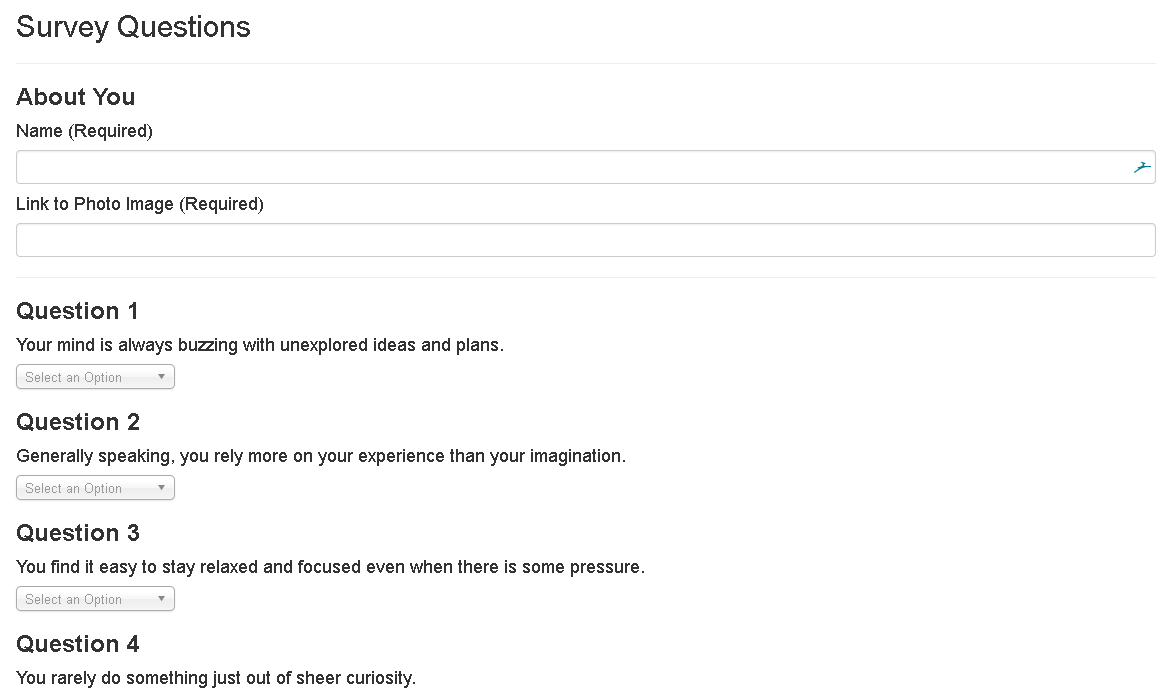 Survey Questions
About You
Name (Required)
Link to Photo Image (Required)
Question 1
Your mind is always buzzing with unexplored ideas and plans.
Select an Option
Question 2
Generally speaking, you rely more on your experience than your imagination.
Select an Option
Question 3
You find it easy to stay relaxed and focused even when there is some pressure.
Select an Option
Question 4
You rarely do something just out of sheer curiosity.